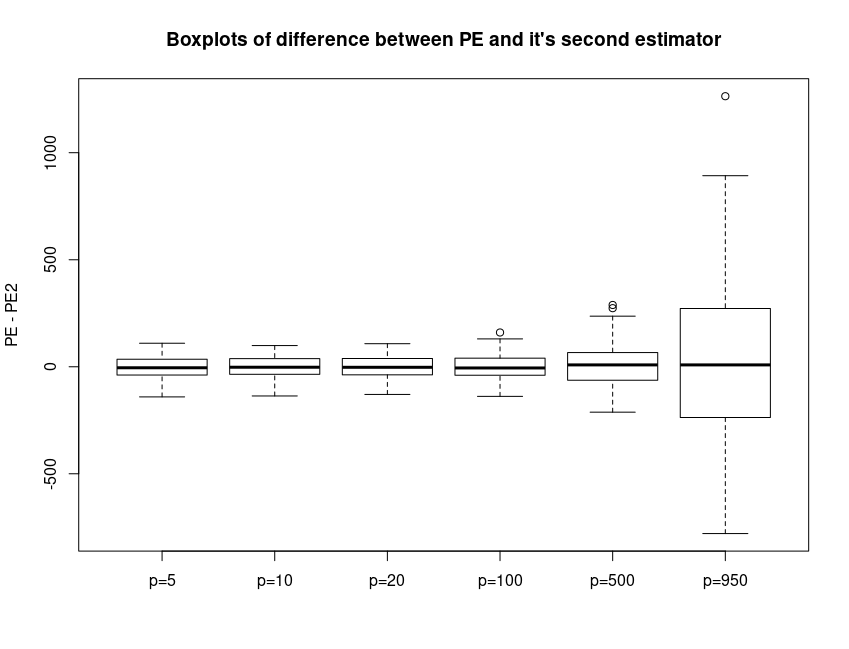 Boxplots of difference between PE and it's second estimator
PE - PE2
1000
500
0
-500
p=5 p=10 p=20 p=100 p=500 p=950